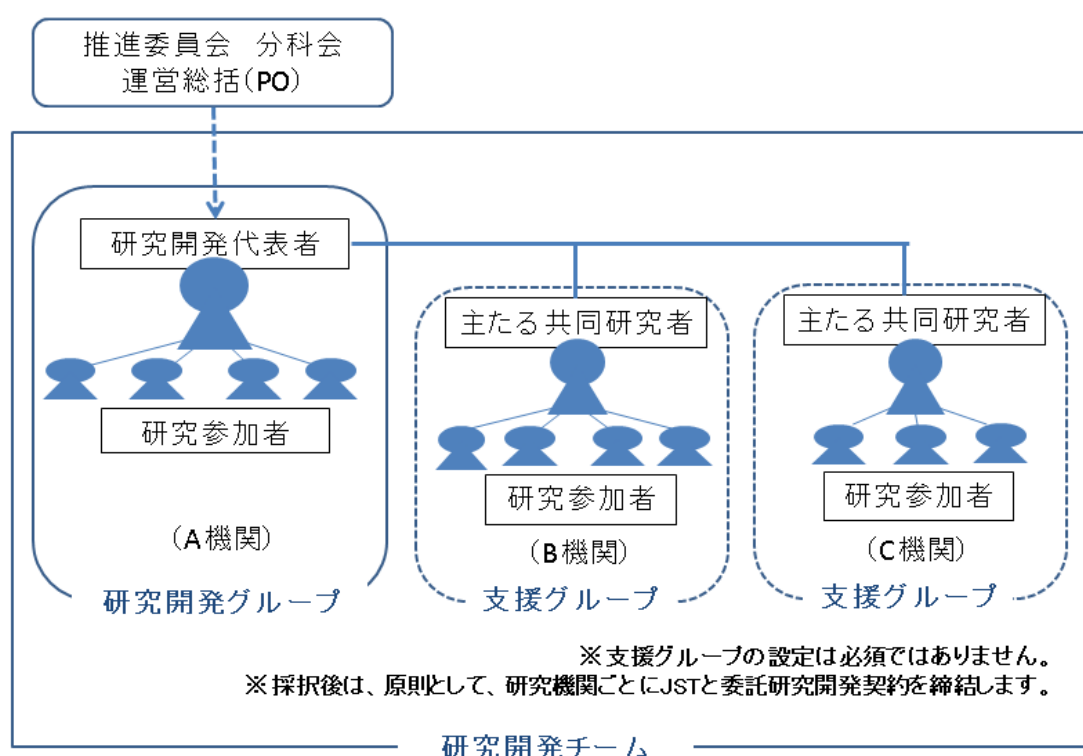 推進委員会　分科会
運営総括(PO)
研究開発代表者
研究参加者
(A機関)
研究開発グループ
主たる共同研究者
研究参加者
(B機関)
支援グループ
主たる共同研究者
研究参加者
(C機関)
支援グループ
※支援グループの設定は必須ではありません。
※採択後は、原則として、研究機関ごとにJSTと委託研究開発契約を締結します。
研究開発チーム